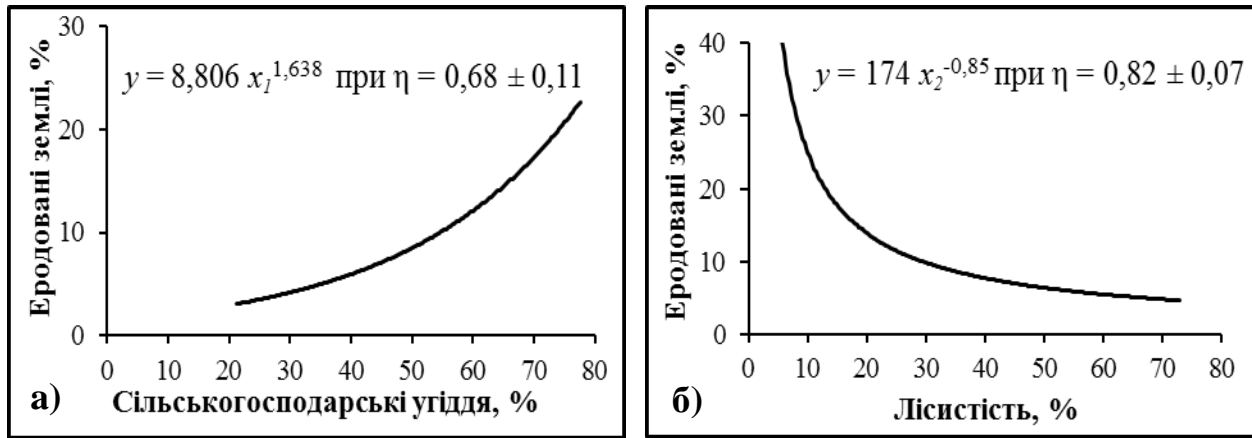 30
20
10
0
Еродовані землі, %
y = 8,806 x₁^1,638 при η = 0,68 ± 0,11
0 10 20 30 40 50 60 70 80
Сільськогосподарські угіддя, %
а)
40
30
20
10
0
Еродовані землі, %
y = 174 x₂^-0,85 при η = 0,82 ± 0,07
0 10 20 30 40 50 60 70 80
Лісистість, %
б)